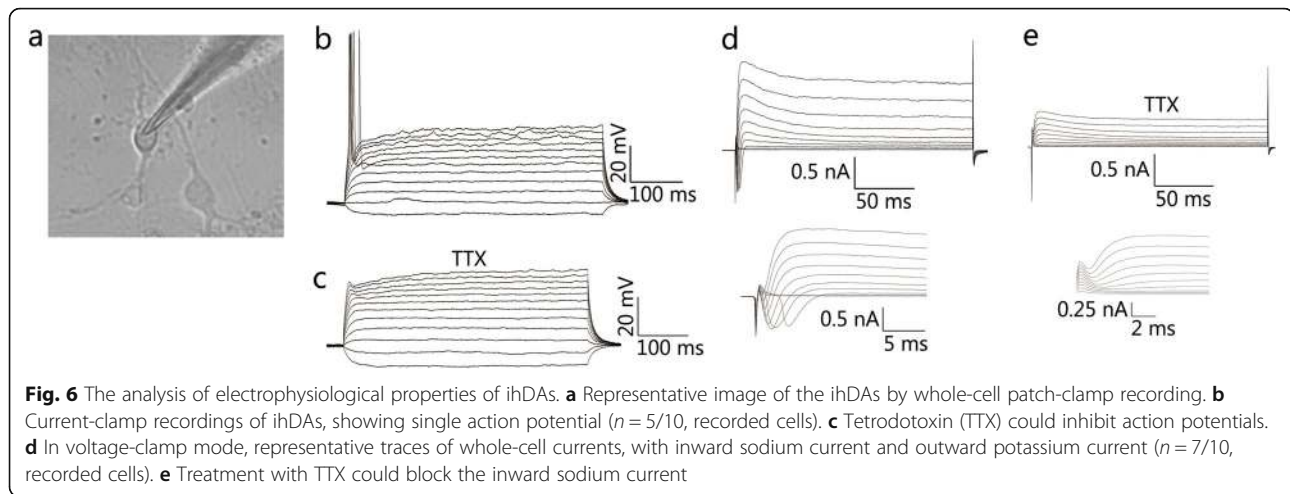 a
b
20 mV
100 ms
c
TTX
20 mV
100 ms
d
0.5 nA
50 ms
0.5 nA
5 ms
e
TTX
0.5 nA
50 ms
0.25 nA
2 ms
Fig. 6 The analysis of electrophysiological properties of ihDAs. a Representative image of the ihDAs by whole-cell patch-clamp recording. b
Current-clamp recordings of ihDAs, showing single action potential (n = 5/10, recorded cells). c Tetrodotoxin (TTX) could inhibit action potentials.
d In voltage-clamp mode, representative traces of whole-cell currents, with inward sodium current and outward potassium current (n = 7/10,
recorded cells). e Treatment with TTX could block the inward sodium current